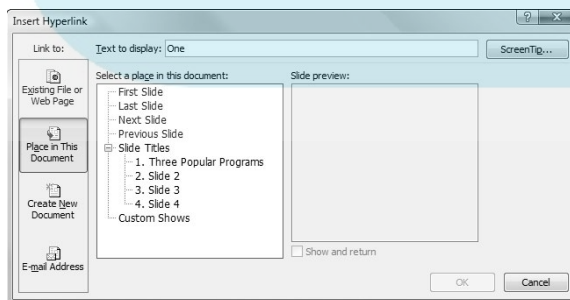 Insert Hyperlink
Link to:
Text to display: One
ScreenTip...
Existing File or
Web Page
Place in This
Document
Create New
Document
E-mail Address
Select a place in this document:
First Slide
Last Slide
Next Slide
Previous Slide
Slide Titles
1. Three Popular Programs
2. Slide 2
3. Slide 3
4. Slide 4
Custom Shows
Slide preview:
Show and return
OK
Cancel